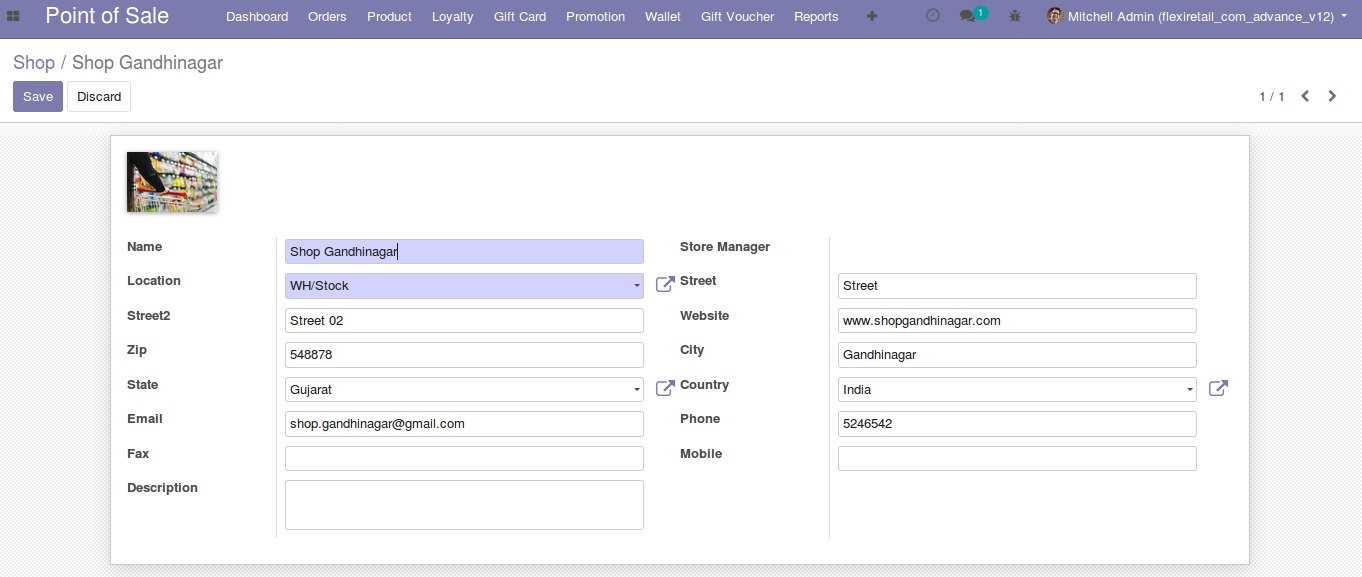 Point of Sale Dashboard Orders Product Loyalty Gift Card Promotion Wallet Gift Voucher Reports 1 Mitchell Admin (flexiretail_com_advance_v12)
Shop / Shop Gandhinagar
Save Discard 1 / 1
Name Shop Gandhinagar Store Manager
Location WH/Stock Street Street
Street2 Street 02 Website www.shopgandhinagar.com
Zip 548878 City Gandhinagar
State Gujarat Country India
Email shop.gandhinagar@gmail.com Phone 5246542
Fax Mobile
Description